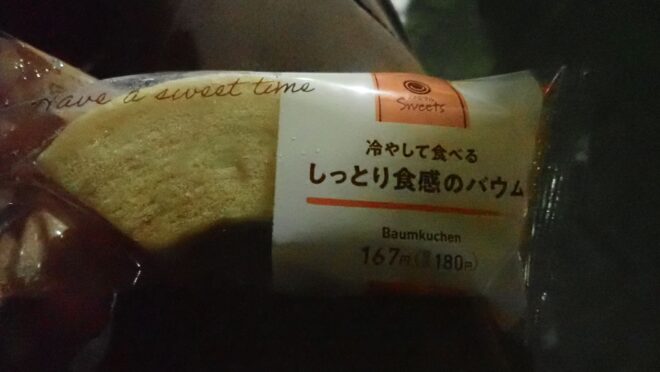 Have a sweet time
Sweets
冷やして食べる
しっとり食感のバウム
Baumkuchen
167円(税込180円)